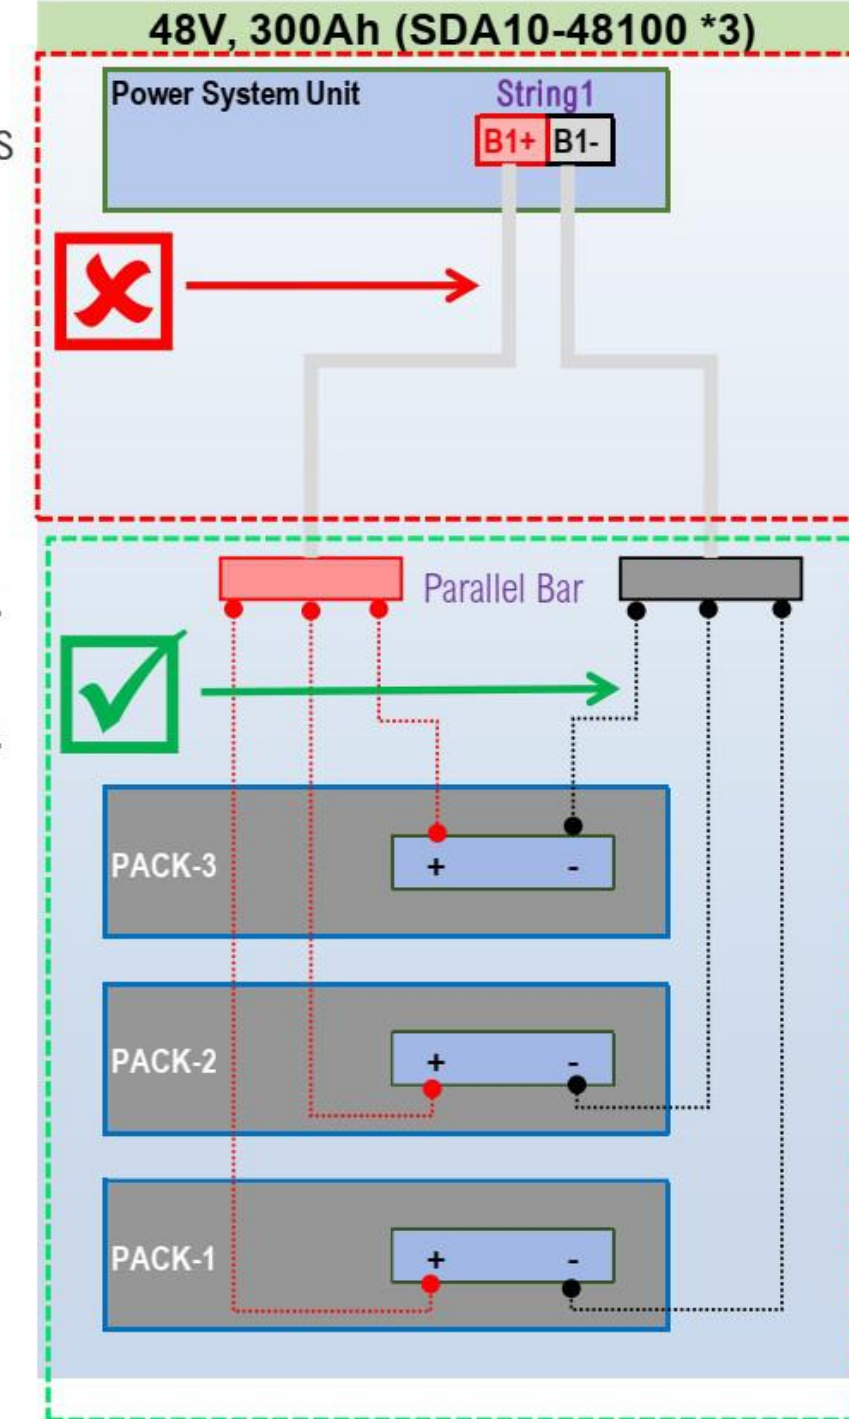 48V, 300Ah (SDA10-48100 *3)
Power System Unit
String1
B1+ B1-
S
Parallel Bar
PACK-3
+ -
PACK-2
+ -
PACK-1
+ -